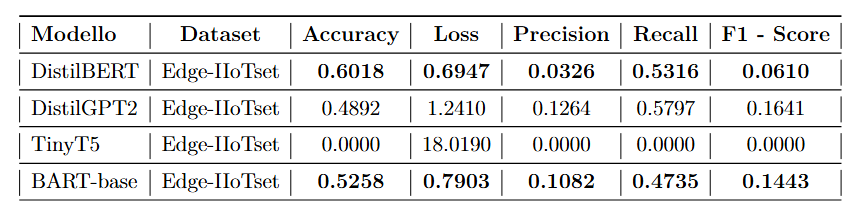 Modello Dataset Accuracy Loss Precision Recall F1 - Score
DistilBERT Edge-IIoTset 0.6018 0.6947 0.0326 0.5316 0.0610
DistilGPT2 Edge-IIoTset 0.4892 1.2410 0.1264 0.5797 0.1641
TinyT5 Edge-IIoTset 0.0000 18.0190 0.0000 0.0000 0.0000
BART-base Edge-IIoTset 0.5258 0.7903 0.1082 0.4735 0.1443